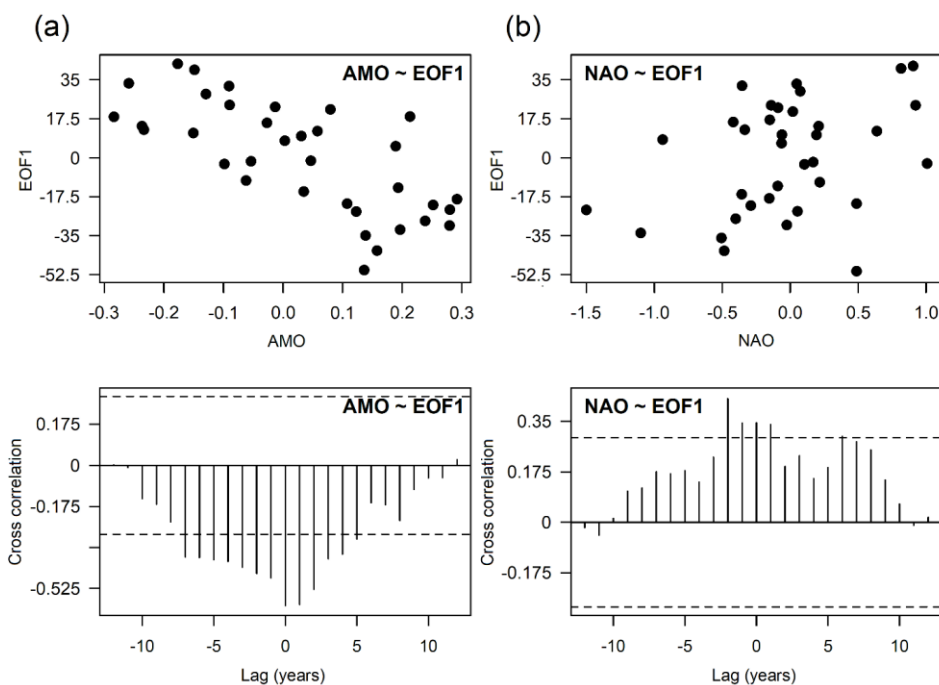 (a)
AMO ~ EOF1
EOF1
35
17.5
0
-17.5
-35
-52.5
-0.3 -0.2 -0.1 0.0 0.1 0.2 0.3
AMO
(b)
NAO ~ EOF1
EOF1
35
17.5
0
-17.5
-35
-52.5
-1.5 -1.0 -0.5 0.0 0.5 1.0
NAO
AMO ~ EOF1
Cross correlation
0.175
0
-0.175
-0.525
-10 -5 0 5 10
Lag (years)
NAO ~ EOF1
Cross correlation
0.35
0.175
0
-0.175
-10 -5 0 5 10
Lag (years)